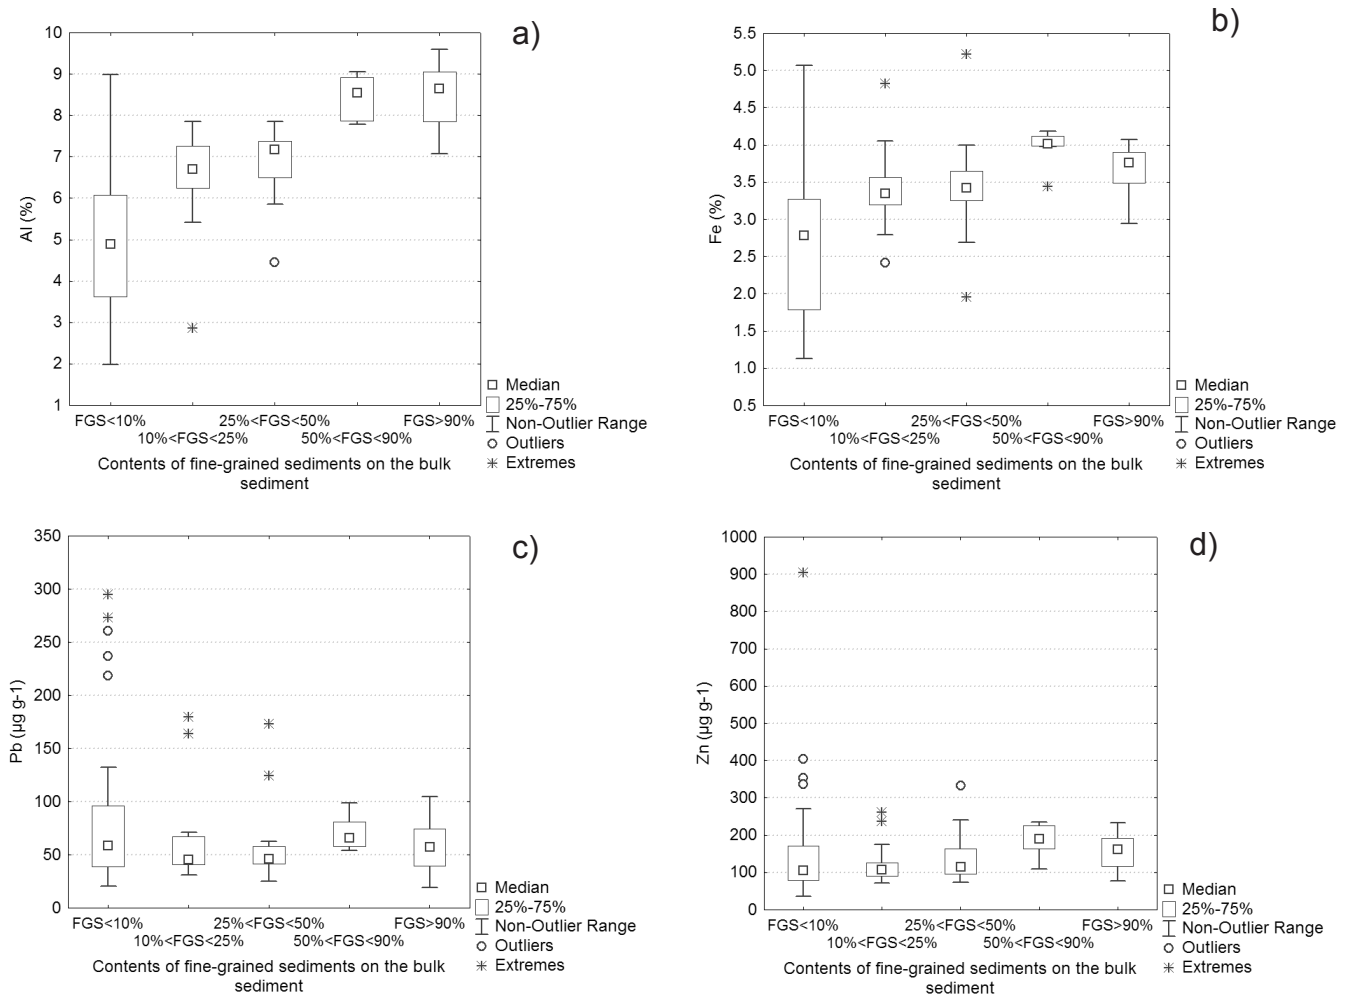 a)
10
9
8
7
6
5
4
3
2
1
Al (%)
FGS<10%
25%<FGS<50%
FGS>90%
10%<FGS<25%
50%<FGS<90%
Contents of fine-grained sediments on the bulk
sediment
Median
25%-75%
Non-Outlier Range
Outliers
Extremes
b)
5.5
5.0
4.5
4.0
3.5
3.0
2.5
2.0
1.5
1.0
0.5
Fe (%)
FGS<10%
25%<FGS<50%
FGS>90%
10%<FGS<25%
50%<FGS<90%
Contents of fine-grained sediments on the bulk
sediment
Median
25%-75%
Non-Outlier Range
Outliers
Extremes
c)
350
300
250
200
150
100
50
0
Pb (µg g-1)
FGS<10%
25%<FGS<50%
FGS>90%
10%<FGS<25%
50%<FGS<90%
Contents of fine-grained sediments on the bulk
sediment
Median
25%-75%
Non-Outlier Range
Outliers
Extremes
d)
1000
900
800
700
600
500
400
300
200
100
0
Zn (µg g-1)
FGS<10%
25%<FGS<50%
FGS>90%
10%<FGS<25%
50%<FGS<90%
Contents of fine-grained sediments on the bulk
sediment
Median
25%-75%
Non-Outlier Range
Outliers
Extremes